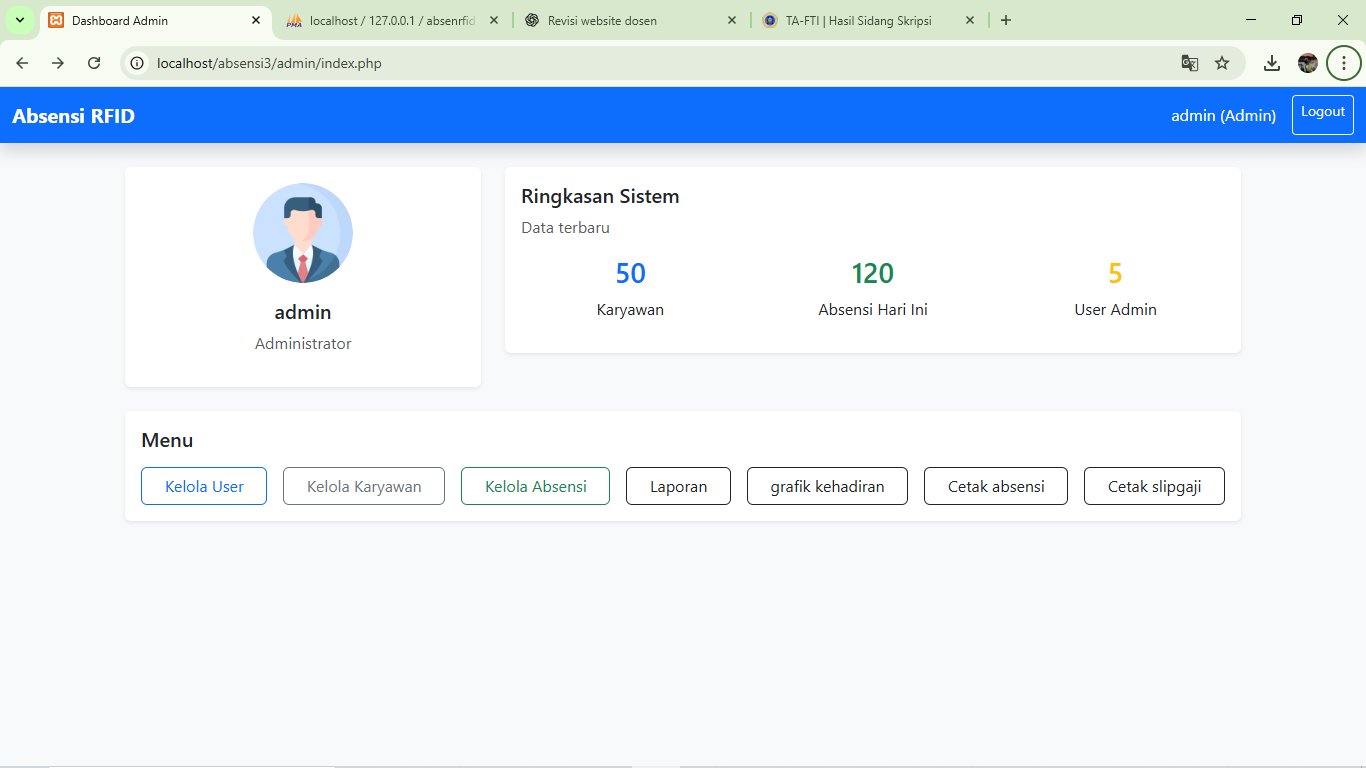 Dashboard Admin
localhost / 127.0.0.1 / absenrfid
Revisi website dosen
TA-FTI | Hasil Sidang Skripsi
localhost/absensi3/admin/index.php
Absensi RFID
admin (Admin)
Logout
admin
Administrator
Ringkasan Sistem
Data terbaru
50
120
5
Karyawan
Absensi Hari Ini
User Admin
Menu
Kelola User
Kelola Karyawan
Kelola Absensi
Laporan
grafik kehadiran
Cetak absensi
Cetak slipgaji